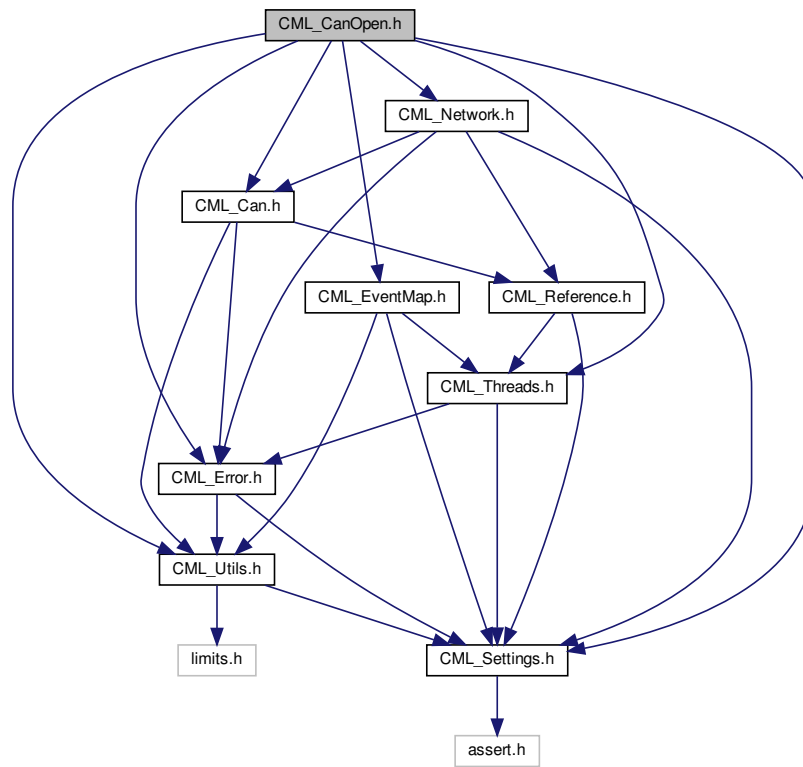 CML_CanOpen.h
CML_Network.h
CML_Can.h
CML_EventMap.h
CML_Reference.h
CML_Threads.h
CML_Error.h
CML_Utils.h
limits.h
CML_Settings.h
assert.h